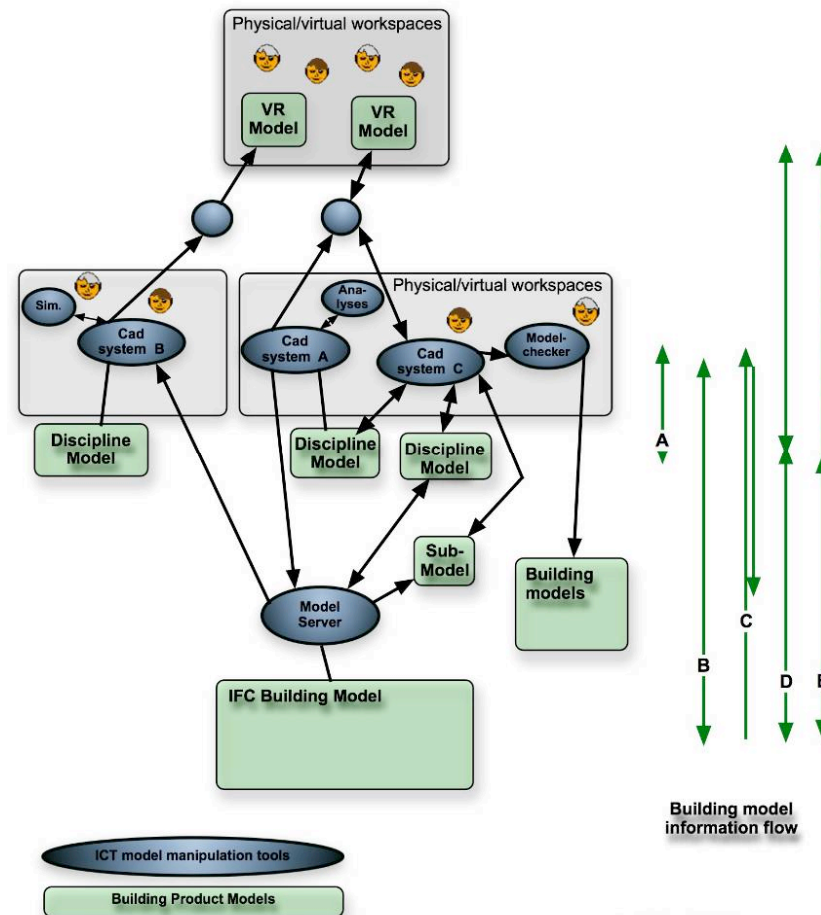 Physical/virtual workspaces
VR
Model
VR
Model
Physical/virtual workspaces
Sim.
Cad
system B
Ana-
lyses
Cad
system A
Cad
system C
Model-
checker
Discipline
Model
Discipline
Model
Discipline
Model
Sub-
Model
Building
models
Model
Server
IFC Building Model
A
B
C
D
Building model
information flow
ICT model manipulation tools
Building Product Models